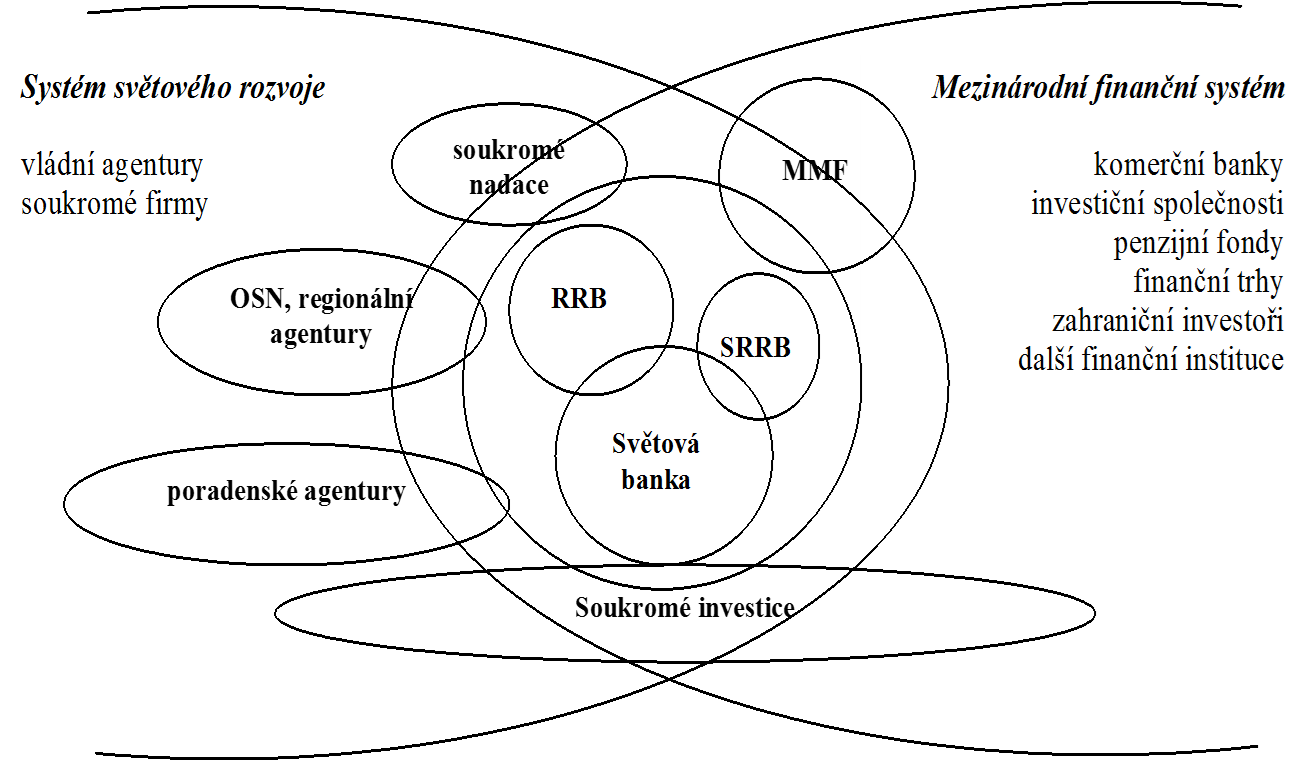 Systém světového rozvoje
vládní agentury
soukromé firmy
Mezinárodní finanční systém
komerční banky
investiční společnosti
penzijní fondy
finanční trhy
zahraniční investoři
další finanční instituce
soukromé
nadace
MMF
OSN, regionální
agentury
RRB
SRRB
Světová
banka
poradenské agentury
Soukromé investice